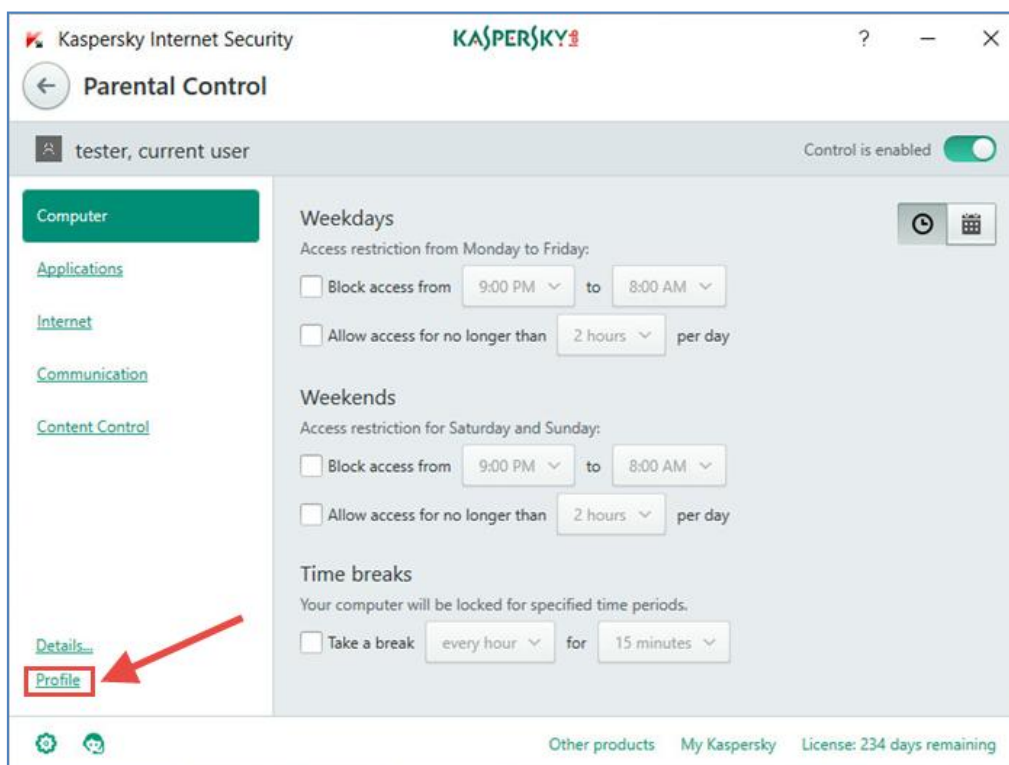 Kaspersky Internet Security
KASPERSKY lab
?
Parental Control
tester, current user
Control is enabled
Computer
Applications
Internet
Communication
Content Control
Details...
Profile
Weekdays
Access restriction from Monday to Friday:
Block access from 9:00 PM to 8:00 AM
Allow access for no longer than 2 hours per day
Weekends
Access restriction for Saturday and Sunday:
Block access from 9:00 PM to 8:00 AM
Allow access for no longer than 2 hours per day
Time breaks
Your computer will be locked for specified time periods.
Take a break every hour for 15 minutes
Other products My Kaspersky License: 234 days remaining